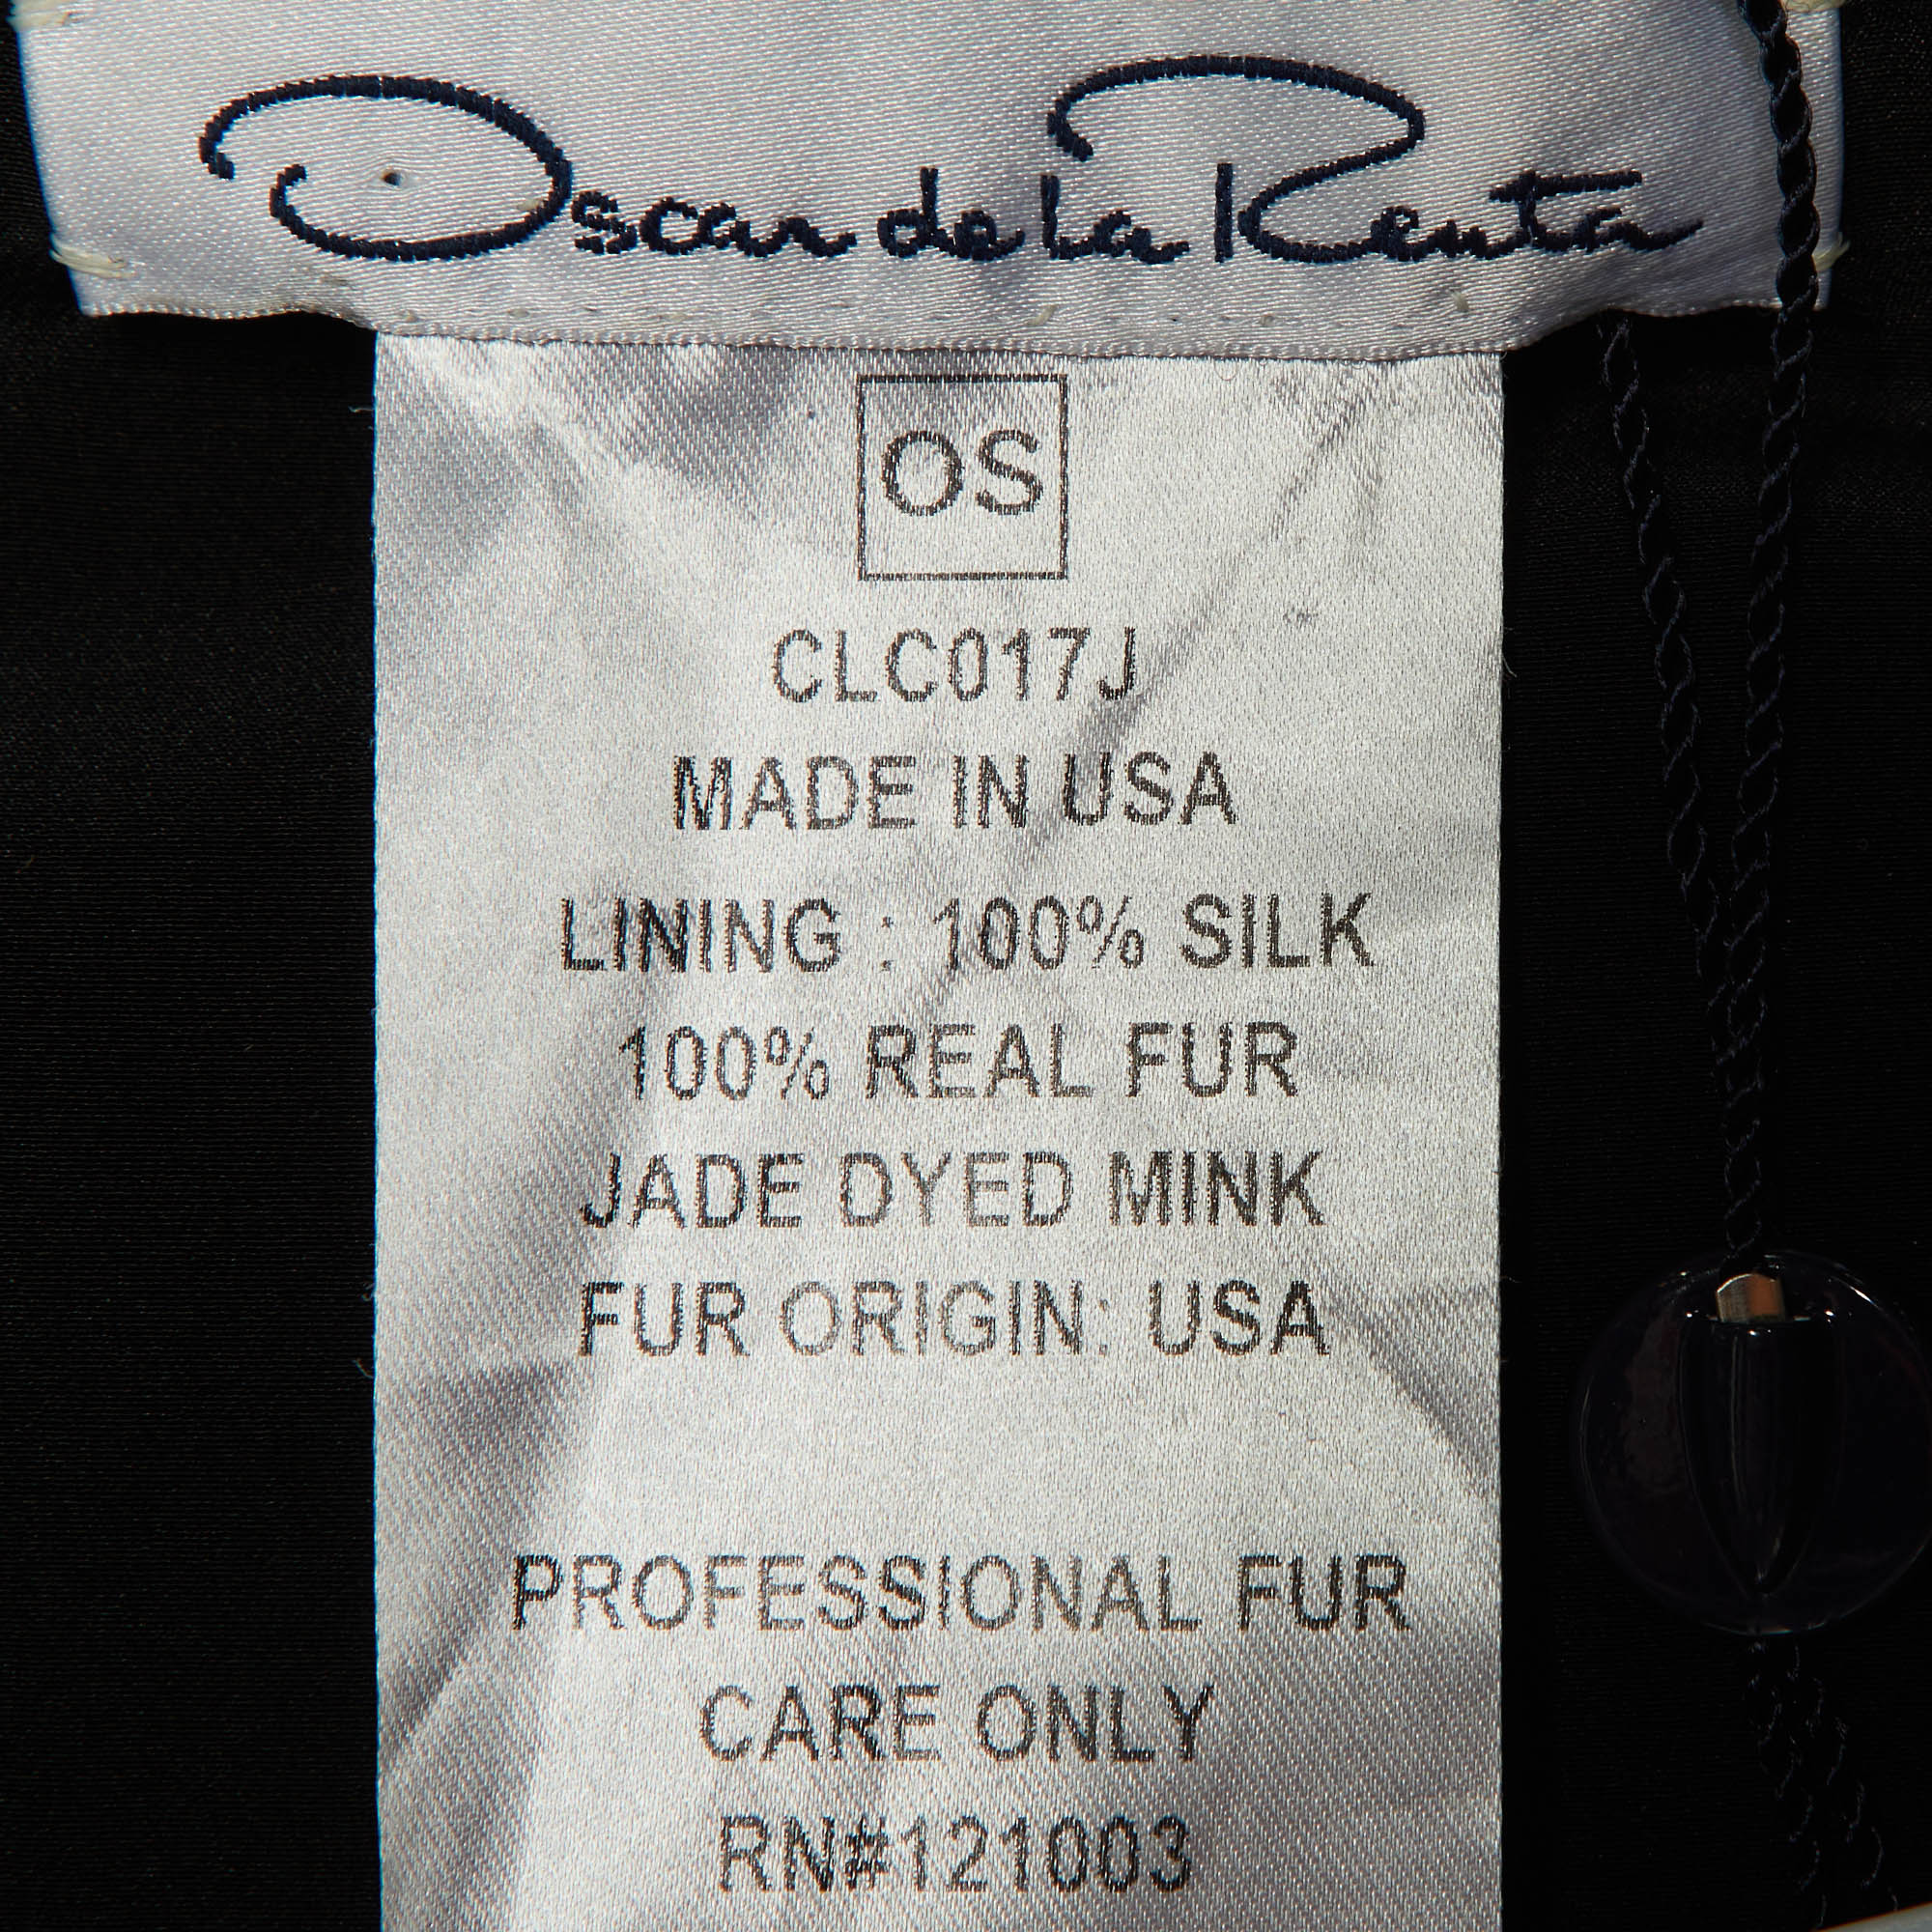 Oscar de la Renta
OS
CLC017J
MADE IN USA
LINING : 100% SILK
100% REAL FUR
JADE DYED MINK
FUR ORIGIN: USA
PROFESSIONAL FUR
CARE ONLY
RN#121003